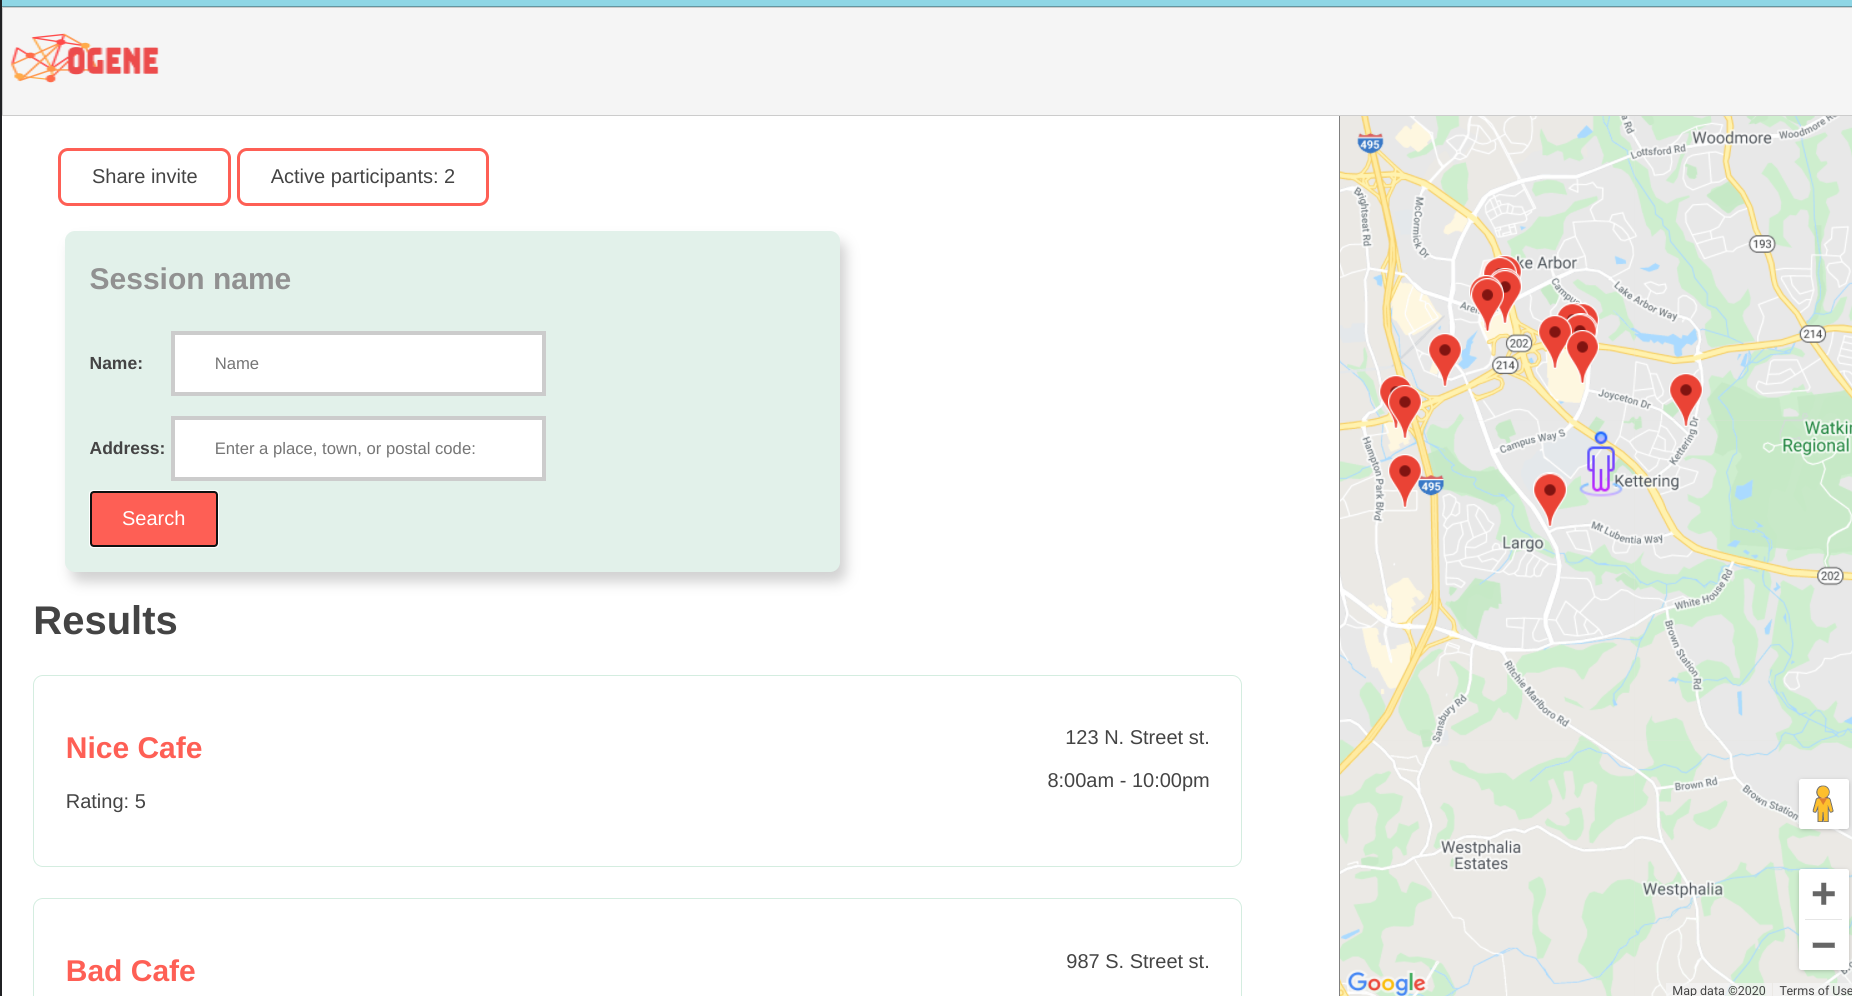 OGENE
Share invite
Active participants: 2
Session name
Name:
Name
Address:
Enter a place, town, or postal code:
Search
Results
Nice Cafe
Rating: 5
123 N. Street st.
8:00am - 10:00pm
Bad Cafe
987 S. Street st.
495
Woodmore
Woodmore
Lottsford Rd
Brightseat Rd
McCormick Dr
193
ke Arbor
Lake Arbor Way
214
202
214
Joyceton Dr
Campus Way S
Kettering Dr
Watki
Regional
Hampton Park Blvd
495
Kettering
Largo
Mt Lubentia Way
202
White House Rd
Brown Station Rd
Ritchie Marlboro Rd
Sansbury Rd
Brown Rd
Brown Station
Westphalia
Estates
Westphalia
Google
Map data ©2020
Terms of Use